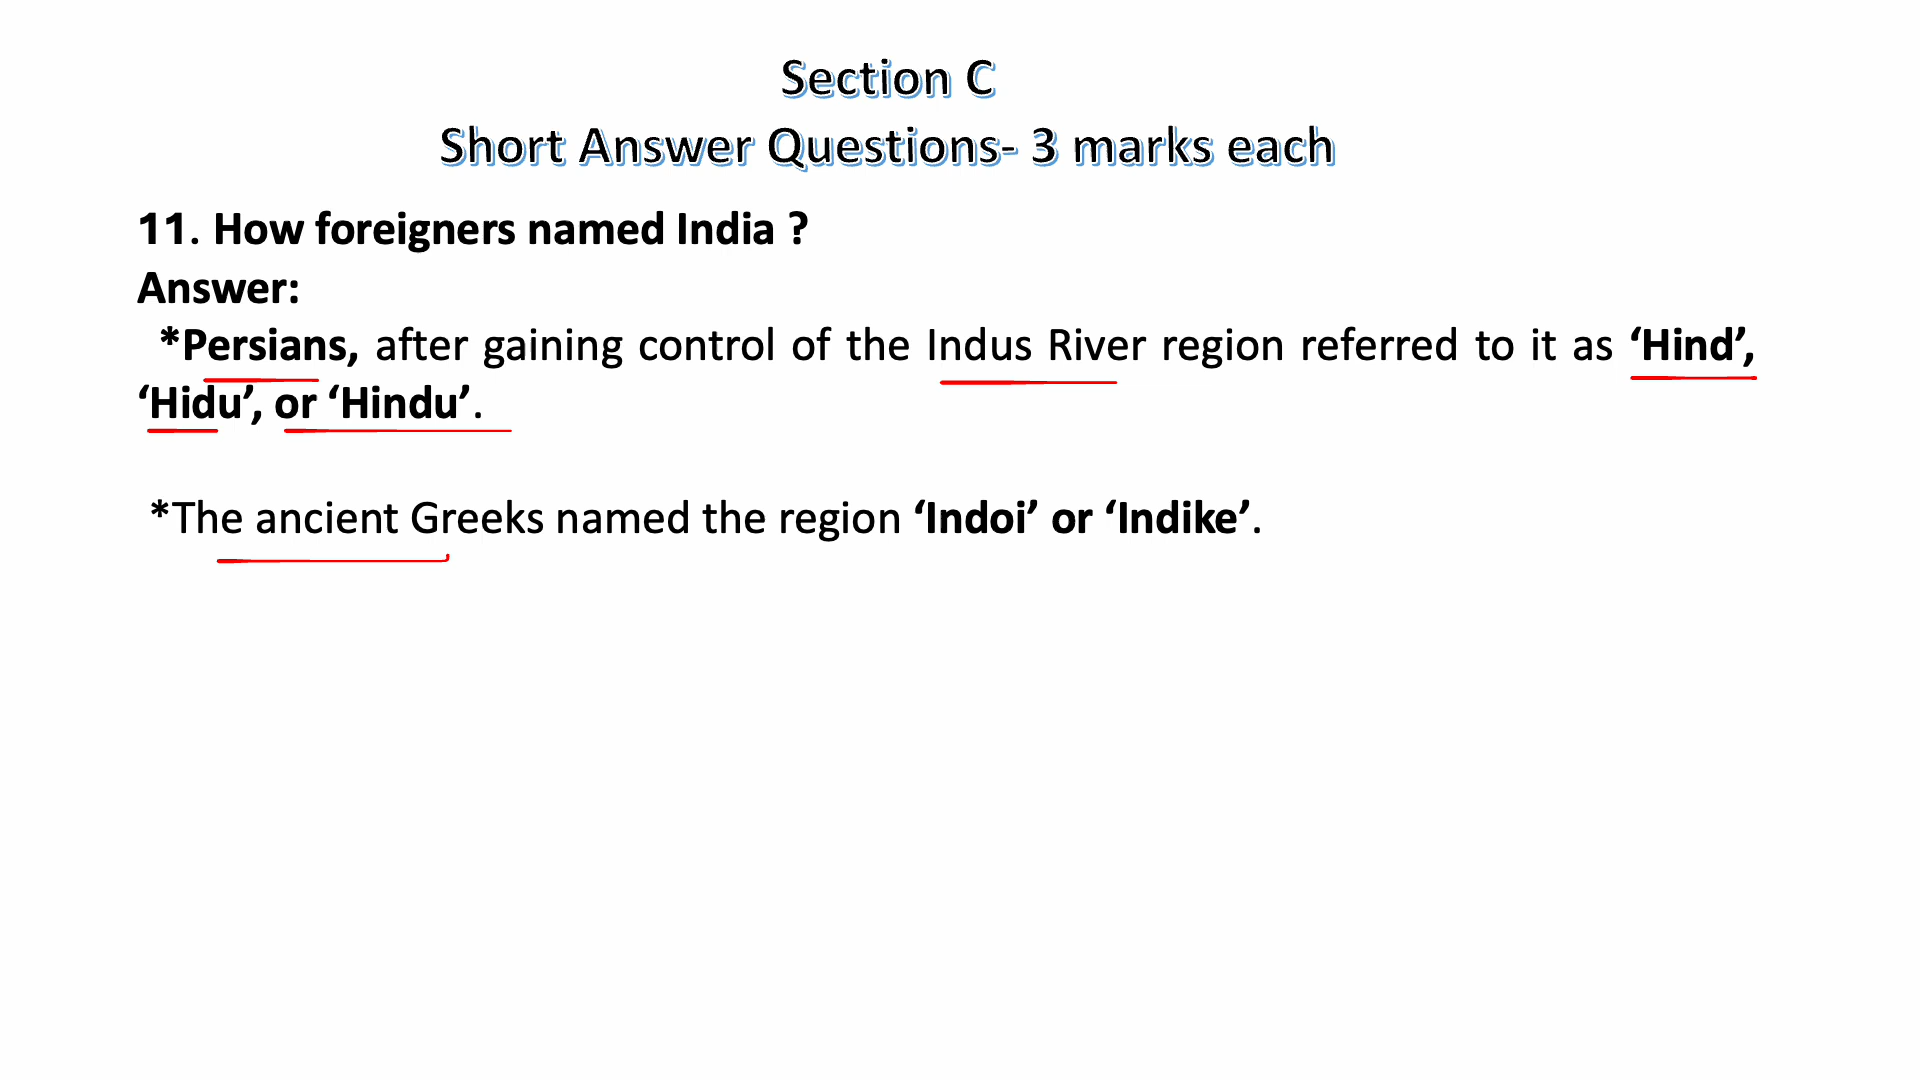 Section C
Short Answer Questions- 3 marks each
11. How foreigners named India ?
Answer:
*Persians, after gaining control of the Indus River region referred to it as ‘Hind’,
‘Hidu’, or ‘Hindu’.
*The ancient Greeks named the region ‘Indoi’ or ‘Indike’.